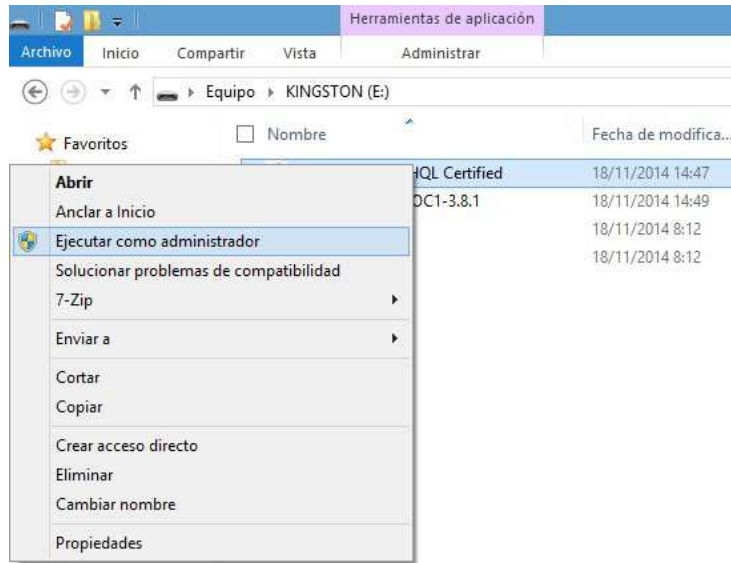 Herramientas de aplicación
Archivo Inicio Compartir Vista Administrar
Equipo KINGSTON (E:)
Favoritos
Nombre Fecha de modifica...
HQL Certified 18/11/2014 14:47
OC1-3.8.1 18/11/2014 14:49
18/11/2014 8:12
18/11/2014 8:12
Abrir
Anclar a Inicio
Ejecutar como administrador
Solucionar problemas de compatibilidad
7-Zip
Enviar a
Cortar
Copiar
Crear acceso directo
Eliminar
Cambiar nombre
Propiedades